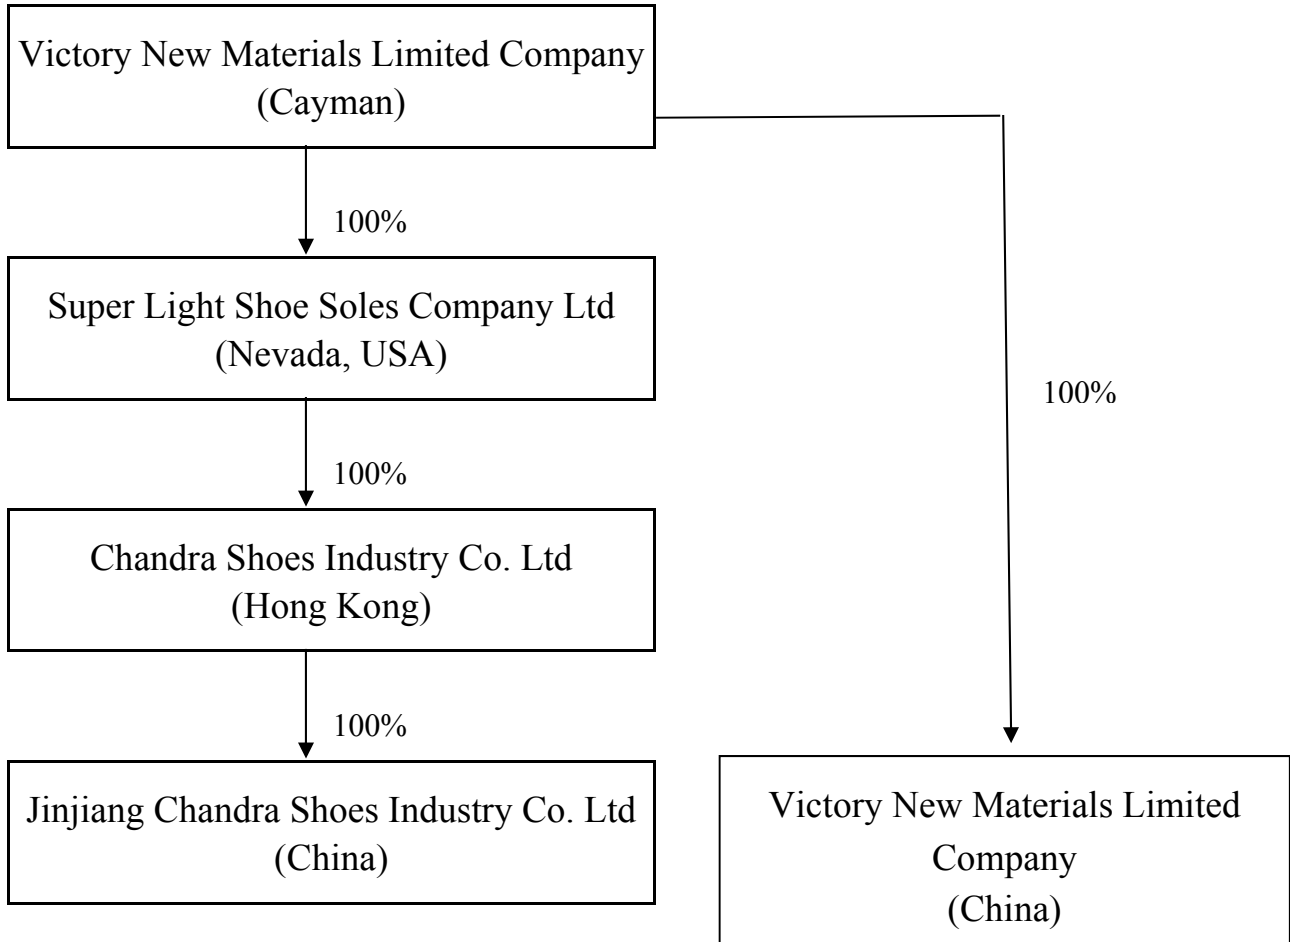 Victory New Materials Limited Company
(Cayman)
100%
Super Light Shoe Soles Company Ltd
(Nevada, USA)
100%
100%
Chandra Shoes Industry Co. Ltd
(Hong Kong)
100%
Jinjiang Chandra Shoes Industry Co. Ltd
(China)
Victory New Materials Limited
Company
(China)